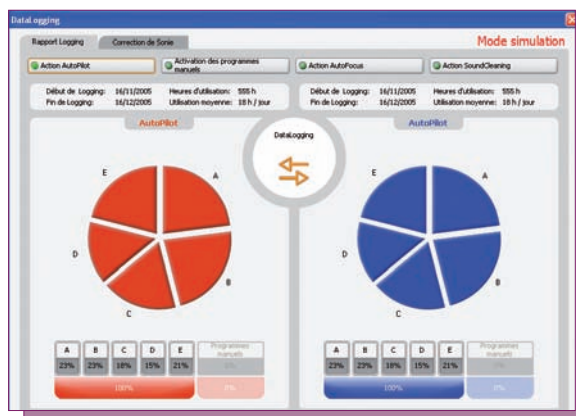 DataLogging
Rapport Logging
Correction de Sonie
Mode simulation
Action AutoPilot
Activation des programmes
manuels
Action AutoFocus
Action SoundCleaning
Début de Logging: 16/11/2005 Heures d'utilisation: 555 h
Fin de Logging: 16/12/2005 Utilisation moyenne: 18 h / jour
Début de Logging: 16/11/2005 Heures d'utilisation: 555 h
Fin de Logging: 16/12/2005 Utilisation moyenne: 18 h / jour
AutoPilot
DataLogging
AutoPilot
E A
D B
C
E A
D B
C
A B C D E Programmes
manuels
23% 23% 18% 15% 21% 0%
100% 0%
A B C D E Programmes
manuels
23% 23% 18% 15% 21% 0%
100% 0%